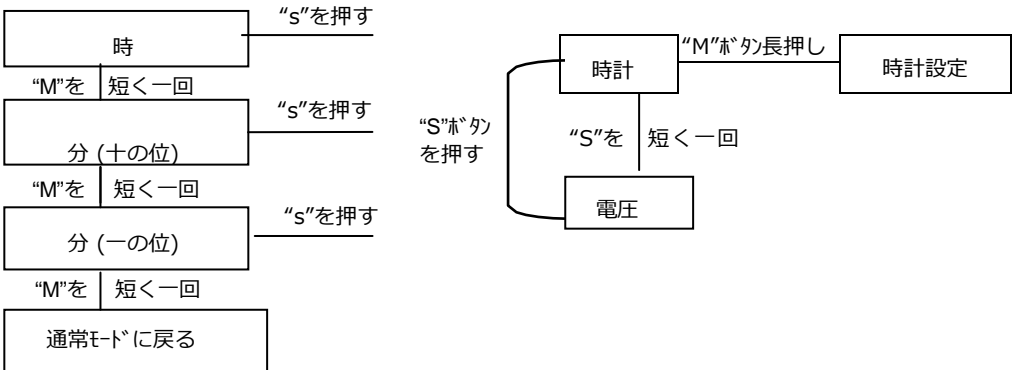 “s”を押す
時
“M”を 短く一回
“s”を押す
分 (十の位)
“M”を 短く一回
“s”を押す
分 (一の位)
“M”を 短く一回
通常ﾓｰﾄﾞに戻る
“M”ﾎﾞﾀﾝ長押し
時計
時計設定
“S”ﾎﾞﾀﾝ
を押す
“S”を 短く一回
電圧